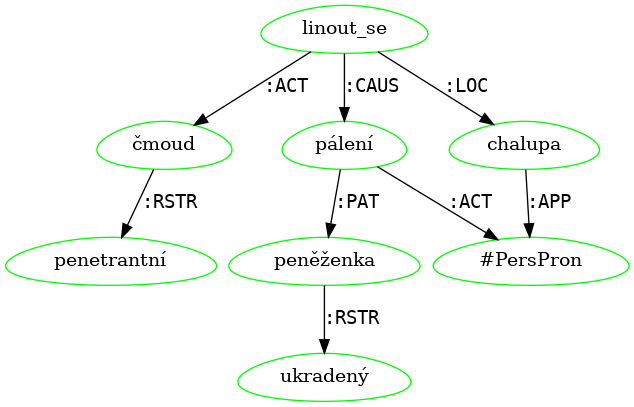 linout_se
:ACT :CAUS :LOC
čmoud pálení chalupa
:RSTR :PAT :ACT :APP
penetrantní peněženka #PersPron
:RSTR
ukradený